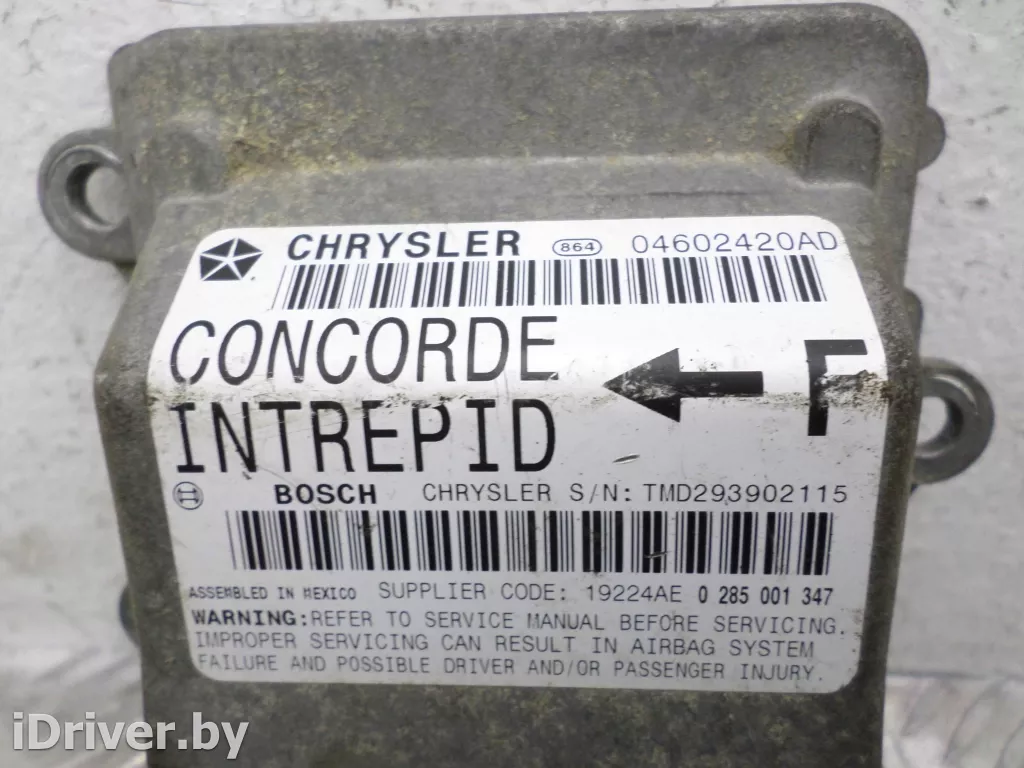 CHRYSLER 864 04602420AD
CONCORDE
INTREPID
F
BOSCH CHRYSLER S/N: TMD293902115
ASSEMBLED IN MEXICO SUPPLIER CODE: 19224AE 0 285 001 347
WARNING:REFER TO SERVICE MANUAL BEFORE SERVICING.
IMPROPER SERVICING CAN RESULT IN AIRBAG SYSTEM
FAILURE AND POSSIBLE DRIVER AND/OR PASSENGER INJURY.
iDriver.by